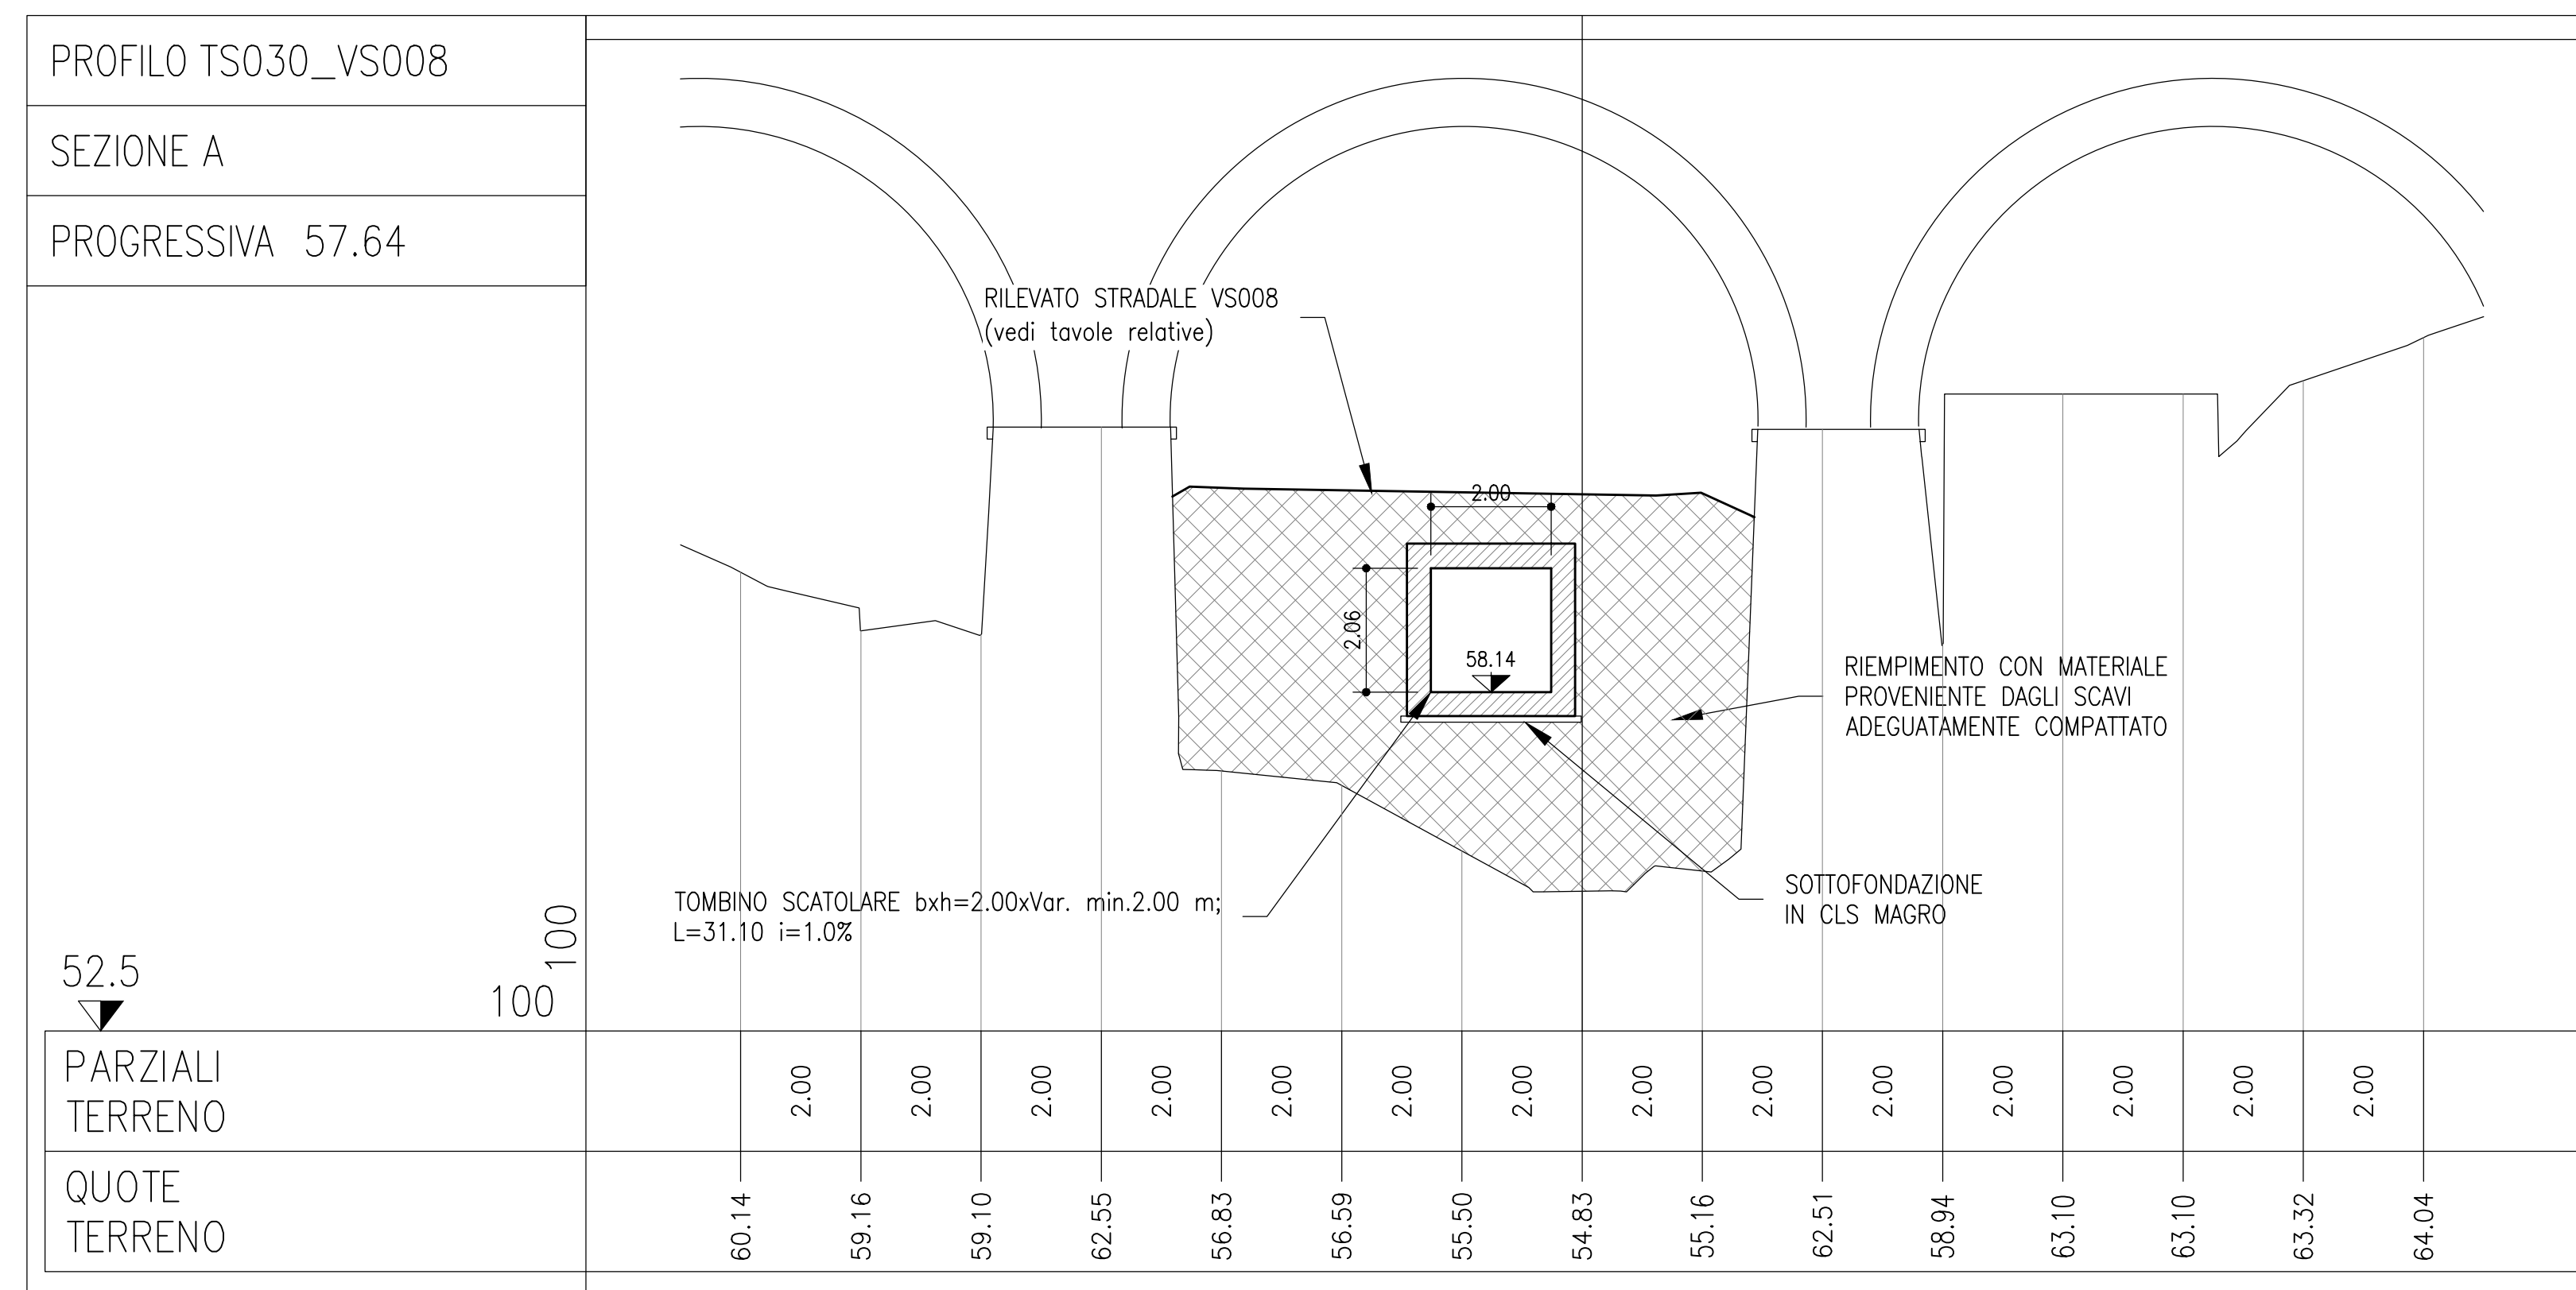 PROFILO TS030_VS008
SEZIONE A
PROGRESSIVA 57.64
RILEVATO STRADALE VS008
(vedi tavole relative)
2.00
2.06
58.14
RIEMPIMENTO CON MATERIALE
PROVENIENTE DAGLI SCAVI
ADEGUATAMENTE COMPATTATO
TOMBINO SCATOLARE bxh=2.00xVar. min.2.00 m;
L=31.10 i=1.0%
SOTTOFONDAZIONE
IN CLS MAGRO
52.5
100
100
PARZIALI
TERRENO
2.00 2.00 2.00 2.00 2.00 2.00 2.00 2.00 2.00 2.00 2.00 2.00 2.00 2.00
QUOTE
TERRENO
60.14 59.16 59.10 62.55 56.83 56.59 55.50 54.83 55.16 62.51 58.94 63.10 63.10 63.32 64.04